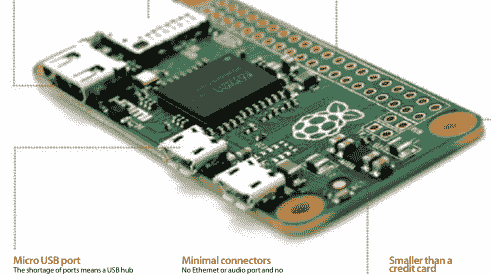 Micro USB port
The shortage of ports means a USB hub
Minimal connectors
No Ethernet or audio port and no
Smaller than a
credit card